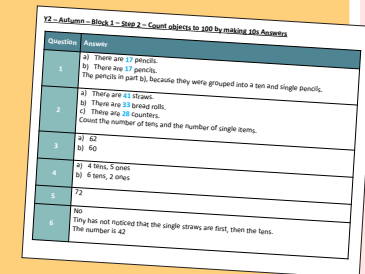 Y2 – Autumn – Block 1 – Step 2 – Count objects to 100 by making 10s Answers
Question Answer
1
a) There are 17 pencils.
b) There are 17 pencils.
The pencils in part b), because they were grouped into a ten and single pencils.
2
a) There are 41 straws.
b) There are 33 bread rolls.
c) There are 28 counters.
Count the number of tens and the number of single items.
3
a) 62
b) 60
4
a) 4 tens, 5 ones
b) 6 tens, 2 ones
5
72
6
No
Tiny has not noticed that the single straws are first, then the tens.
The number is 42